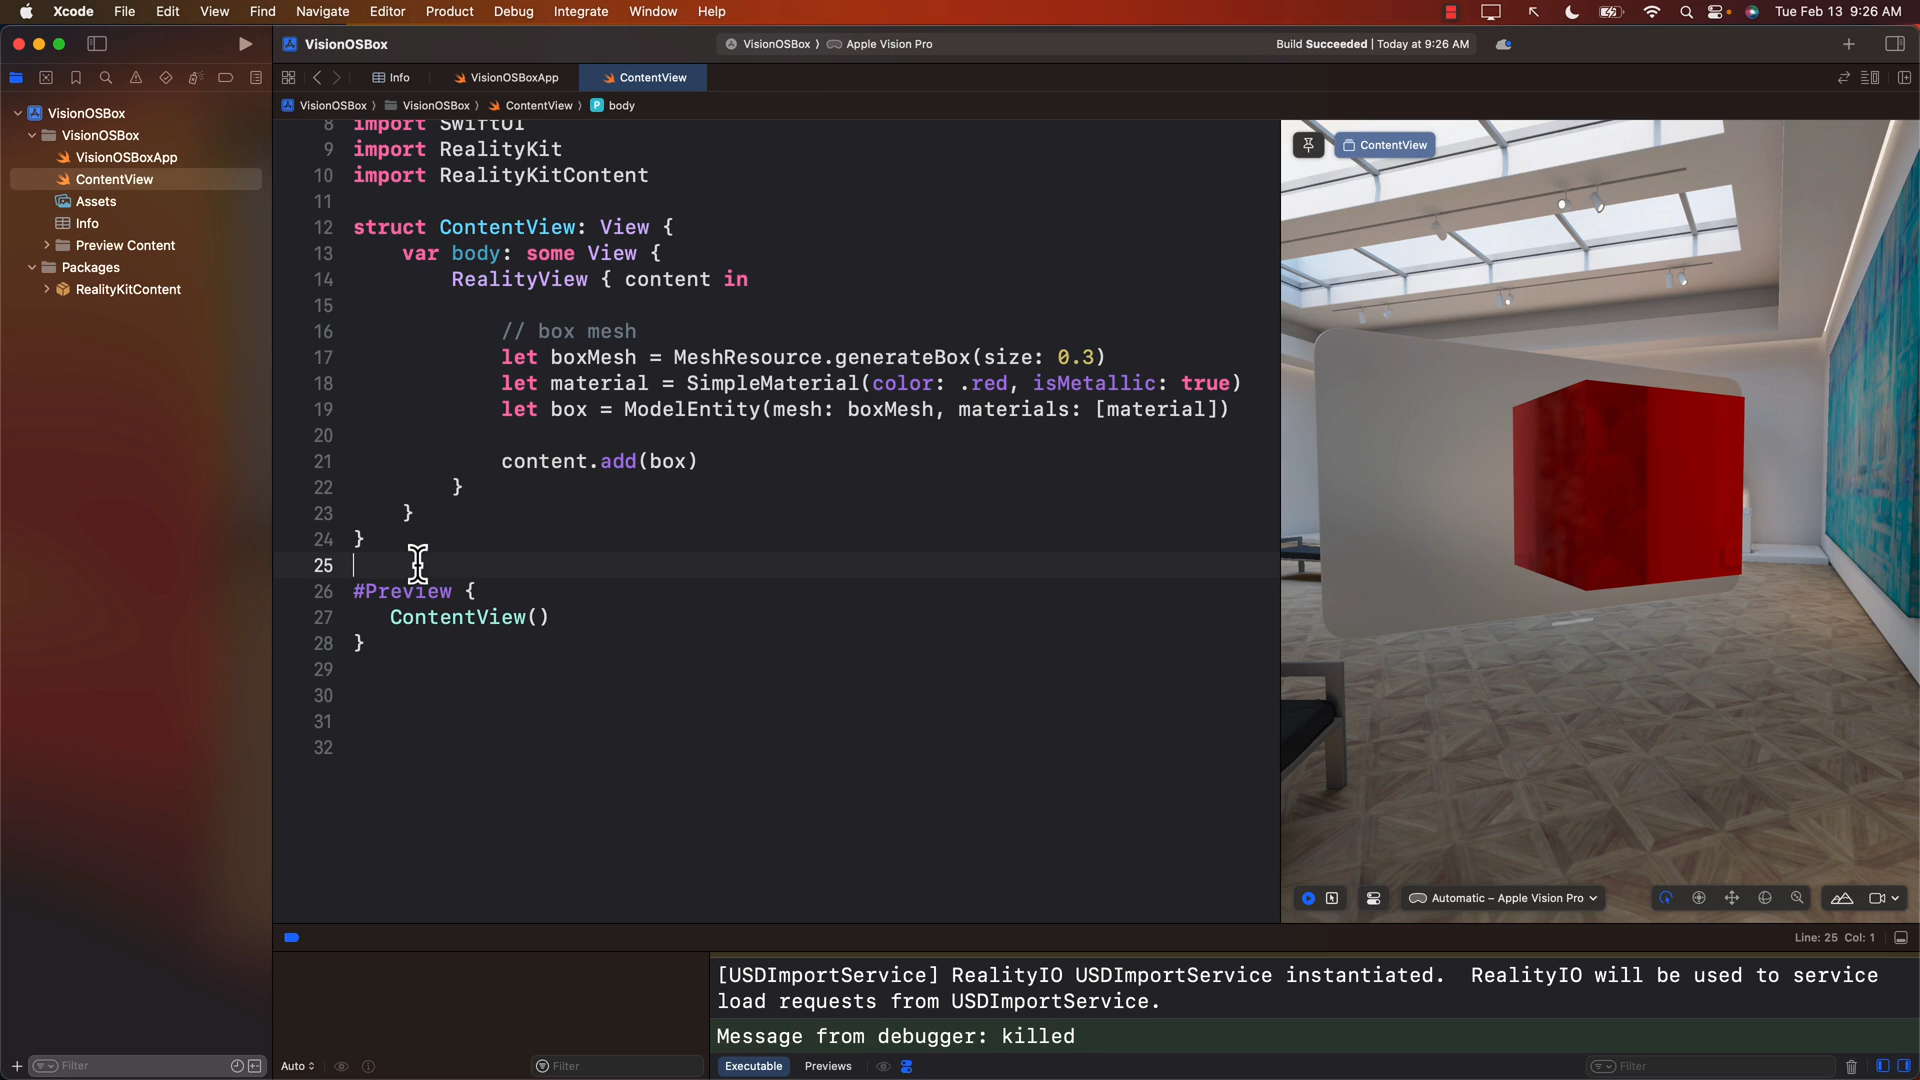 Xcode File Edit View Find Navigate Editor Product Debug Integrate Window Help Tue Feb 13 9:26 AM
VisionOSBox VisionOSBox Apple Vision Pro Build Succeeded | Today at 9:26 AM
Info VisionOSBoxApp ContentView
VisionOSBox VisionOSBox ContentView P body
VisionOSBox
VisionOSBox
VisionOSBoxApp
ContentView
Assets
Info
Preview Content
Packages
RealityKitContent
8 import SwiftUI
9 import RealityKit
10 import RealityKitContent
11
12 struct ContentView: View {
13 var body: some View {
14 RealityView { content in
15
16 // box mesh
17 let boxMesh = MeshResource.generateBox(size: 0.3)
18 let material = SimpleMaterial(color: .red, isMetallic: true)
19 let box = ModelEntity(mesh: boxMesh, materials: [material])
20
21 content.add(box)
22 }
23 }
24 }
25
26 #Preview {
27 ContentView()
28 }
29
30
31
32
ContentView
Automatic – Apple Vision Pro
Line: 25 Col: 1
[USDImportService] RealityIO USDImportService instantiated. RealityIO will be used to service
load requests from USDImportService.
Message from debugger: killed
Filter Auto Filter Executable Previews Filter